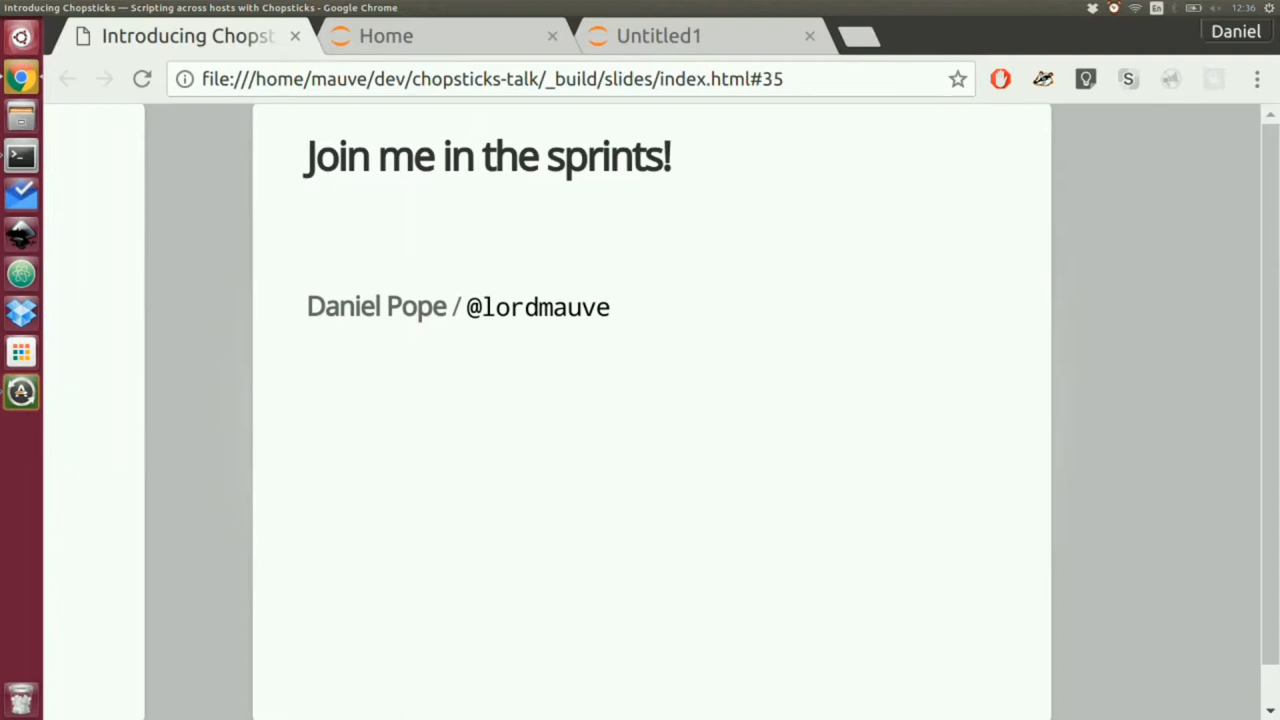 Introducing Chopsticks — Scripting across hosts with Chopsticks - Google Chrome
En
12:36
Introducing Chopst
Home
Untitled1
Daniel
file:///home/mauve/dev/chopsticks-talk/_build/slides/index.html#35
S
Join me in the sprints!
Daniel Pope / @lordmauve